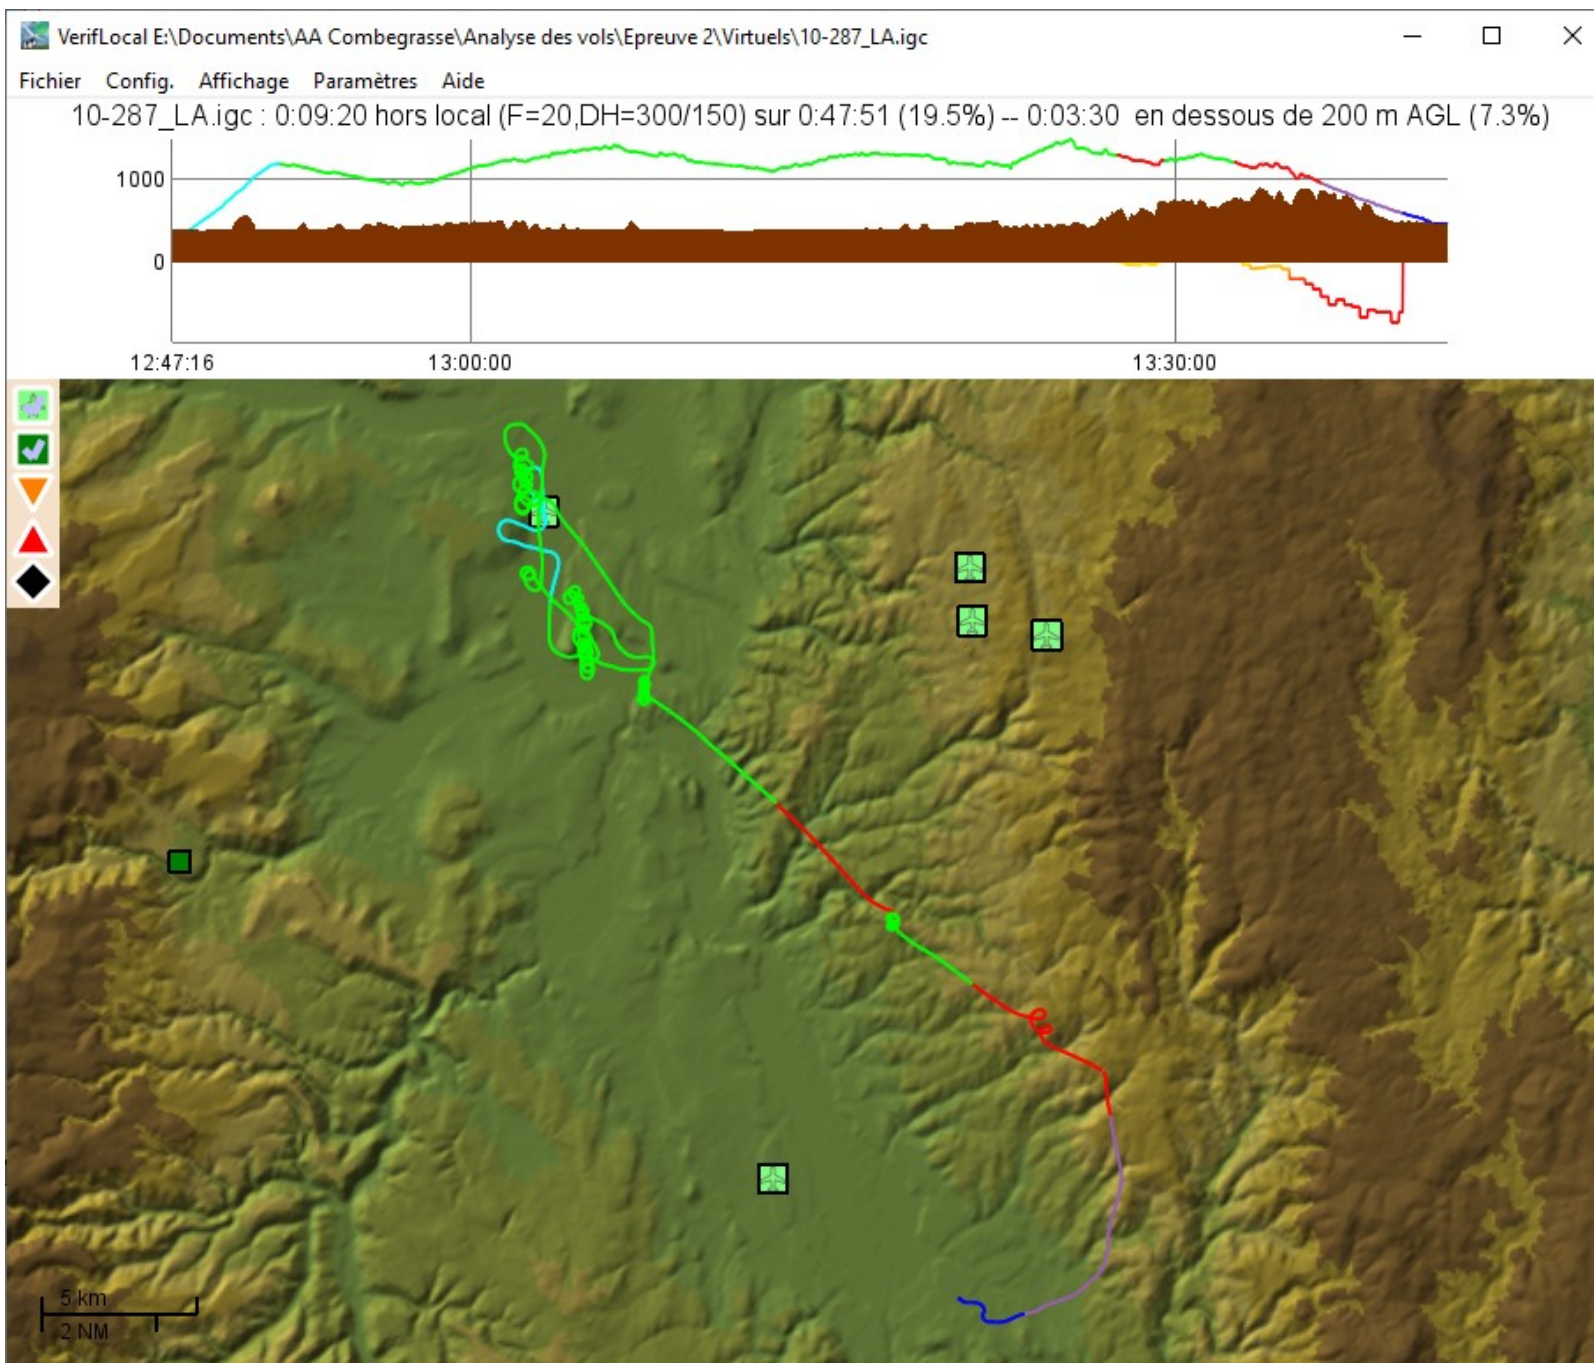 VerifLocal E:\Documents\AA Combegrasse\Analyse des vols\Epreuve 2\Virtuels\10-287_LA.igc
Fichier Config. Affichage Paramètres Aide
10-287_LA.igc : 0:09:20 hors local (F=20,DH=300/150) sur 0:47:51 (19.5%) -- 0:03:30 en dessous de 200 m AGL (7.3%)
1000
0
12:47:16 13:00:00 13:30:00
5 km
2 NM